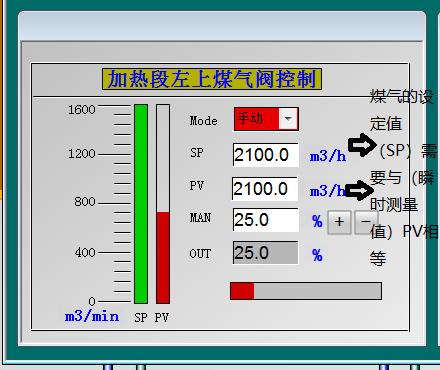 加热段左上煤气阀控制
1600
1200
800
400
0
m3/min
SP PV
Mode 手动
SP 2100.0 m3/h
PV 2100.0 m3/h
MAN 25.0 % + −
OUT 25.0 %
煤气的设
定值
（SP）需
要与（瞬
时测量
值）PV相
等